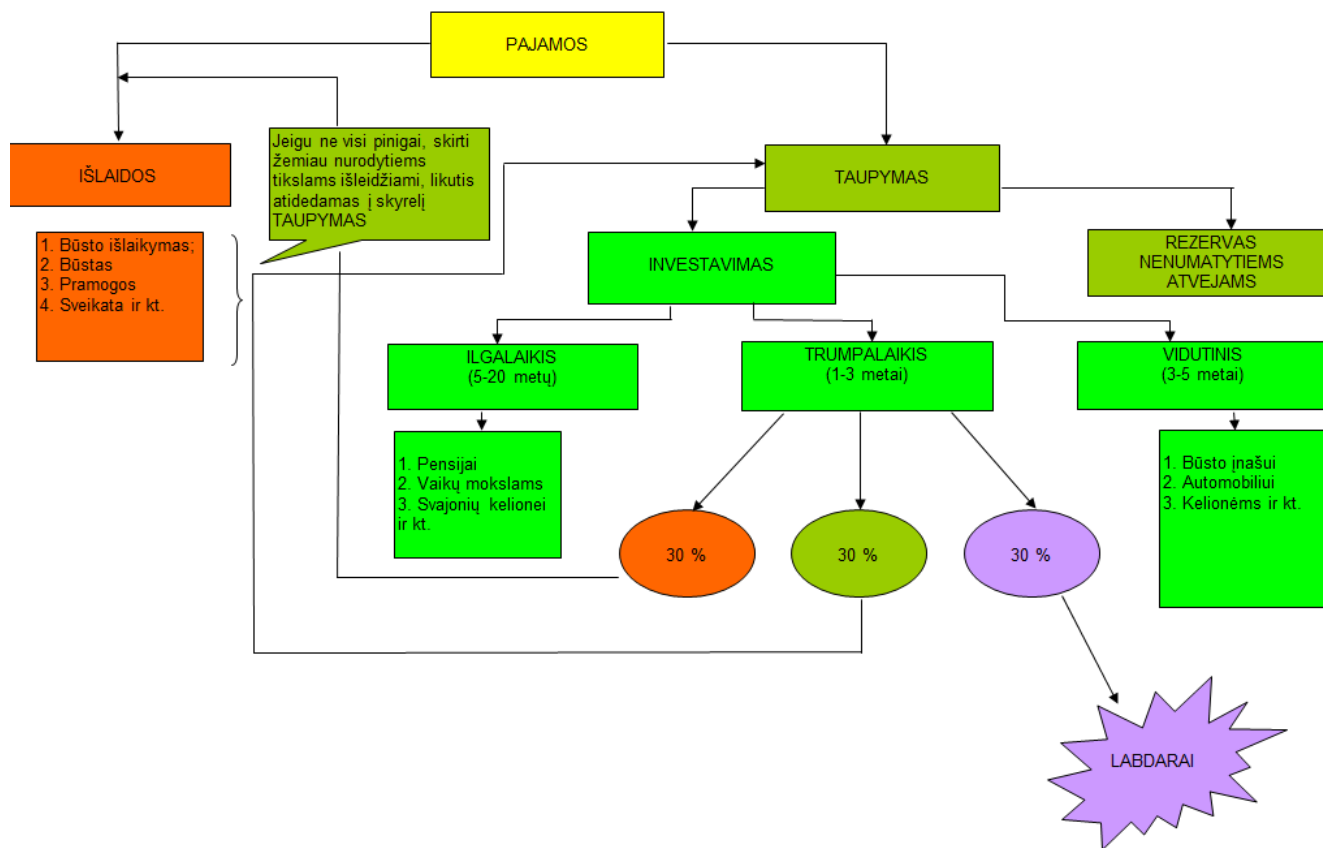 PAJAMOS
IŠLAIDOS
Jeigu ne visi pinigai, skirti
žemiau nurodytiems
tikslams išleidžiami, likutis
atidedamas į skyrelį
TAUPYMAS
TAUPYMAS
1. Būsto išlaikymas;
2. Būstas
3. Pramogos
4. Sveikata ir kt.
INVESTAVIMAS
REZERVAS
NENUMATYTIEMS
ATVEJAMS
ILGALAIKIS
(5-20 metų)
TRUMPALAIKIS
(1-3 metai)
VIDUTINIS
(3-5 metai)
1. Pensijai
2. Vaikų mokslams
3. Svajonių kelionei
ir kt.
1. Būsto įnašui
2. Automobiliui
3. Kelionėms ir kt.
30 %
30 %
30 %
LABDARAI